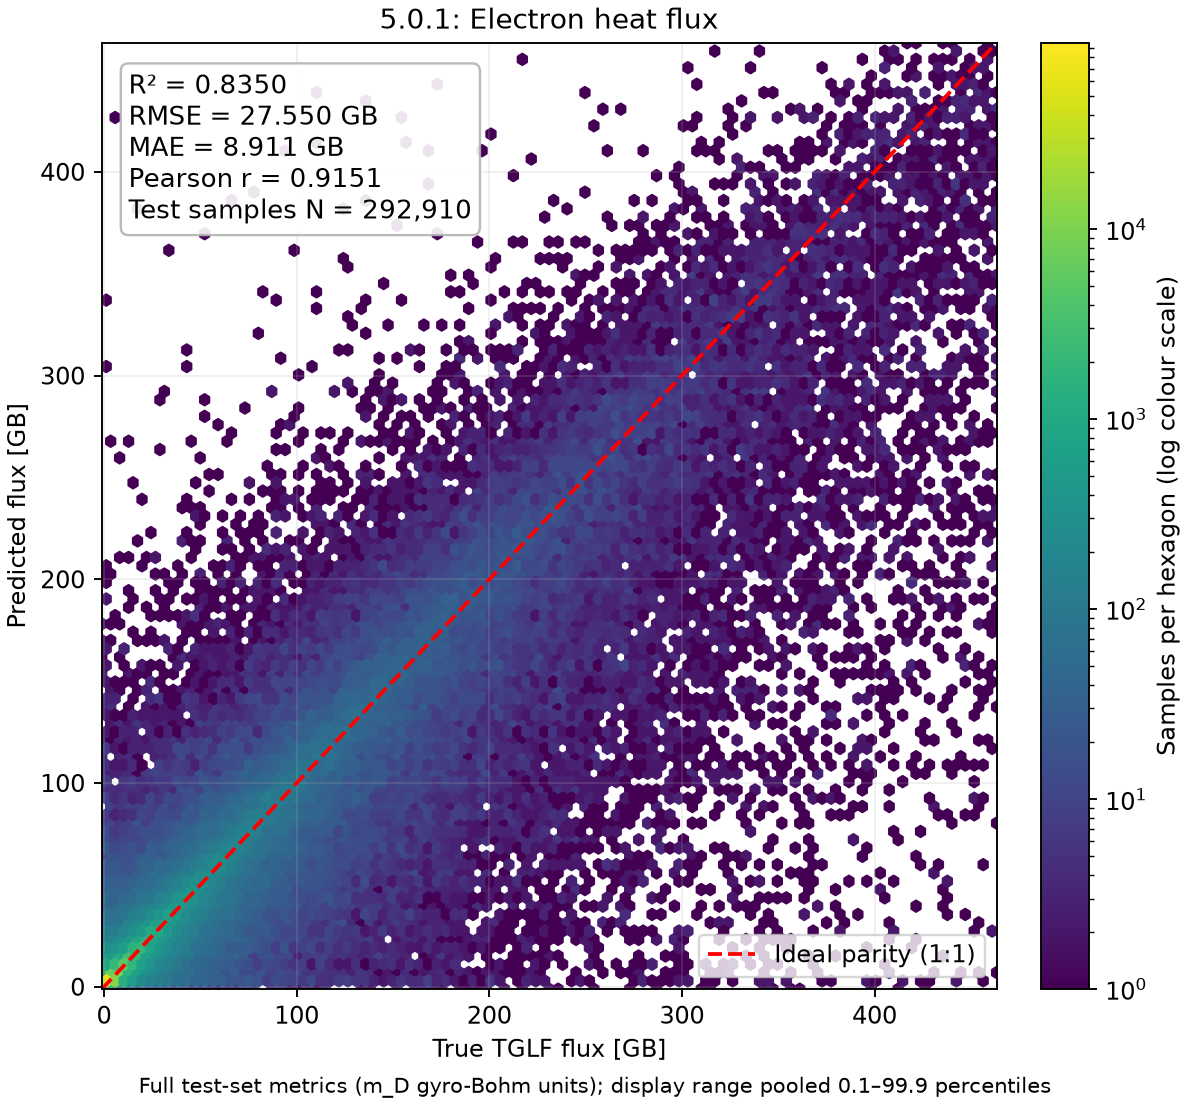 5.0.1: Electron heat flux
R² = 0.8350
RMSE = 27.550 GB
MAE = 8.911 GB
Pearson r = 0.9151
Test samples N = 292,910
Predicted flux [GB]
400
300
200
100
0
0 100 200 300 400
True TGLF flux [GB]
Ideal parity (1:1)
10⁴
10³
10²
10¹
10⁰
Samples per hexagon (log colour scale)
Full test-set metrics (m_D gyro-Bohm units); display range pooled 0.1–99.9 percentiles